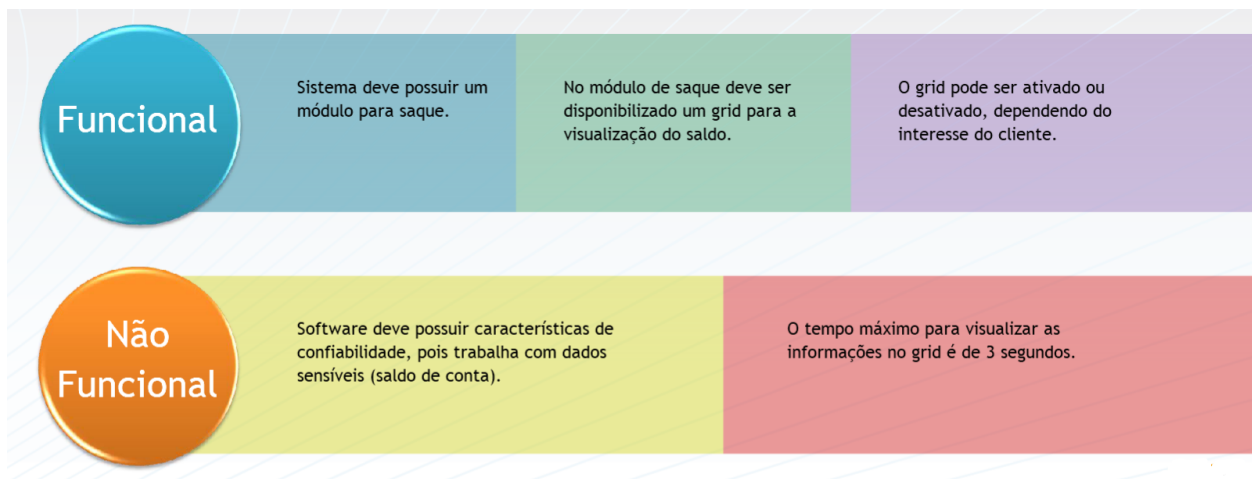 Funcional
Sistema deve possuir um
módulo para saque.
No módulo de saque deve ser
disponibilizado um grid para a
visualização do saldo.
O grid pode ser ativado ou
desativado, dependendo do
interesse do cliente.
Não
Funcional
Software deve possuir características de
confiabilidade, pois trabalha com dados
sensíveis (saldo de conta).
O tempo máximo para visualizar as
informações no grid é de 3 segundos.